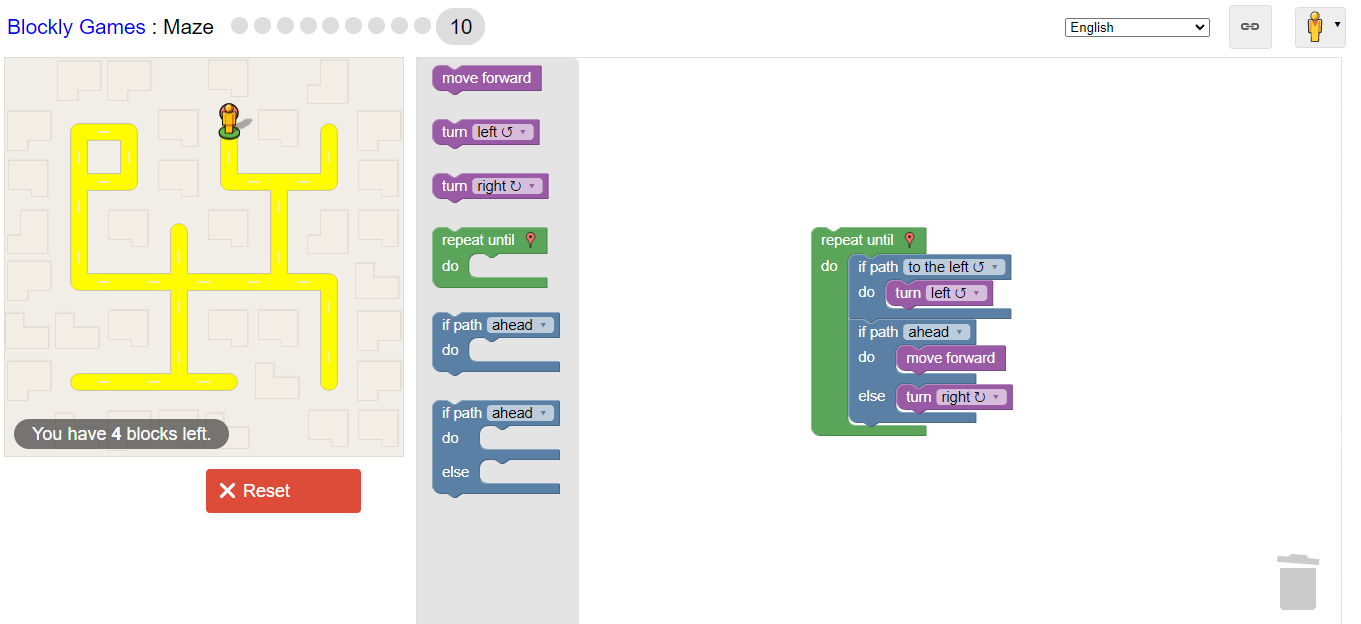 Blockly Games : Maze 10
English
move forward
turn left ↺
turn right ↻
repeat until
do
if path ahead
do
if path ahead
do
else
repeat until
do if path to the left ↺
do turn left ↺
if path ahead
do move forward
else turn right ↻
You have 4 blocks left.
Reset